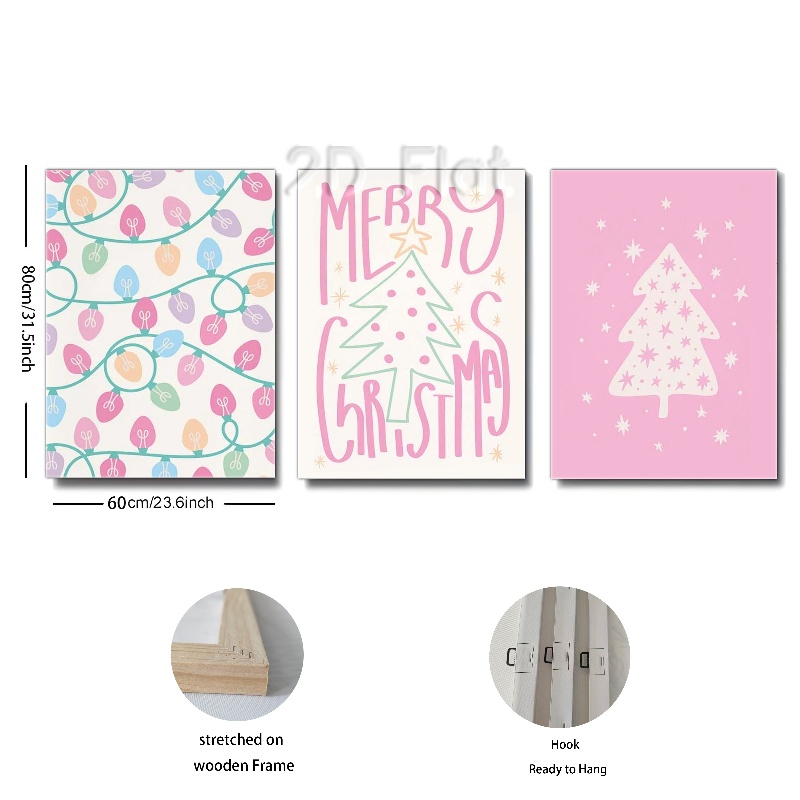 2D Flat
MERRY
CHRISTMAS
80cm/31.5inch
60cm/23.6inch
stretched on
wooden Frame
Hook
Ready to Hang